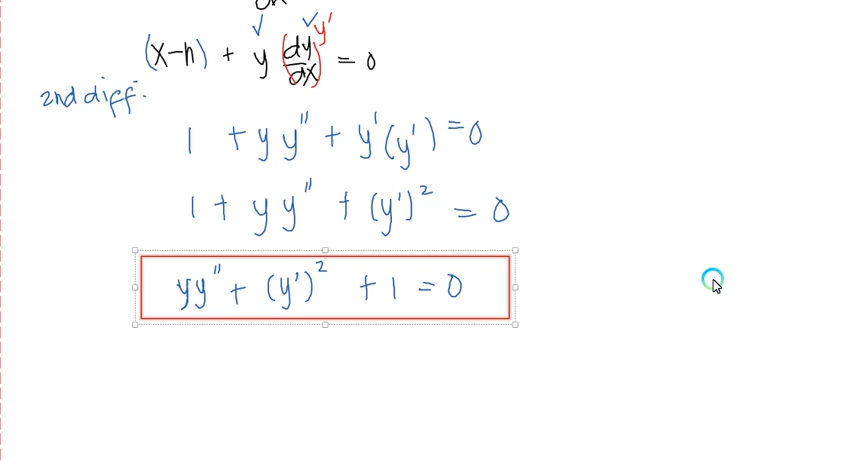 (x-h) + y (dy/dx) y' = 0
2nd diff:
1 + y y'' + y'(y') = 0
1 + y y'' + (y')² = 0
yy'' + (y')² + 1 = 0